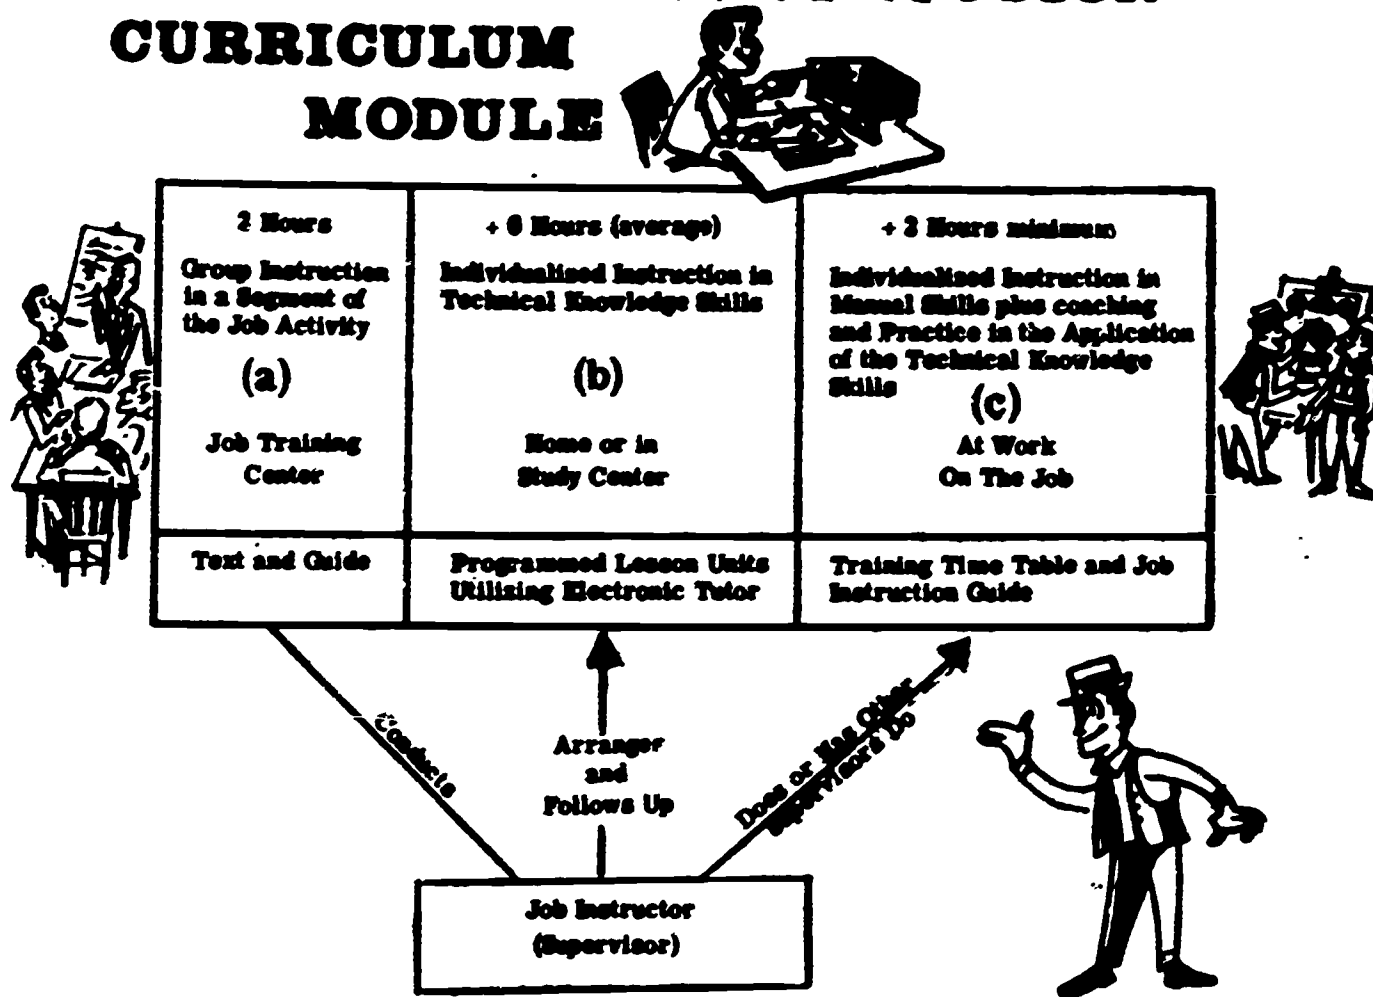 CURRICULUM
MODULE
2 Hours
Group Instruction
in a Segment of
the Job Activity
(a)
Job Training
Center
+ 6 Hours (average)
Individualized Instruction in
Technical Knowledge Skills
(b)
Home or in
Study Center
+ 2 Hours minimum
Individualized Instruction in
Manual Skills plus coaching
and Practice in the Application
of the Technical Knowledge
Skills
(c)
At Work
On The Job
Text and Guide
Programmed Lesson Units
Utilizing Electronic Tutor
Training Time Table and Job
Instruction Guide
Conducts
Arranges
and
Follows Up
Does or Has Other
Supervisors Do
Job Instructor
(Supervisor)